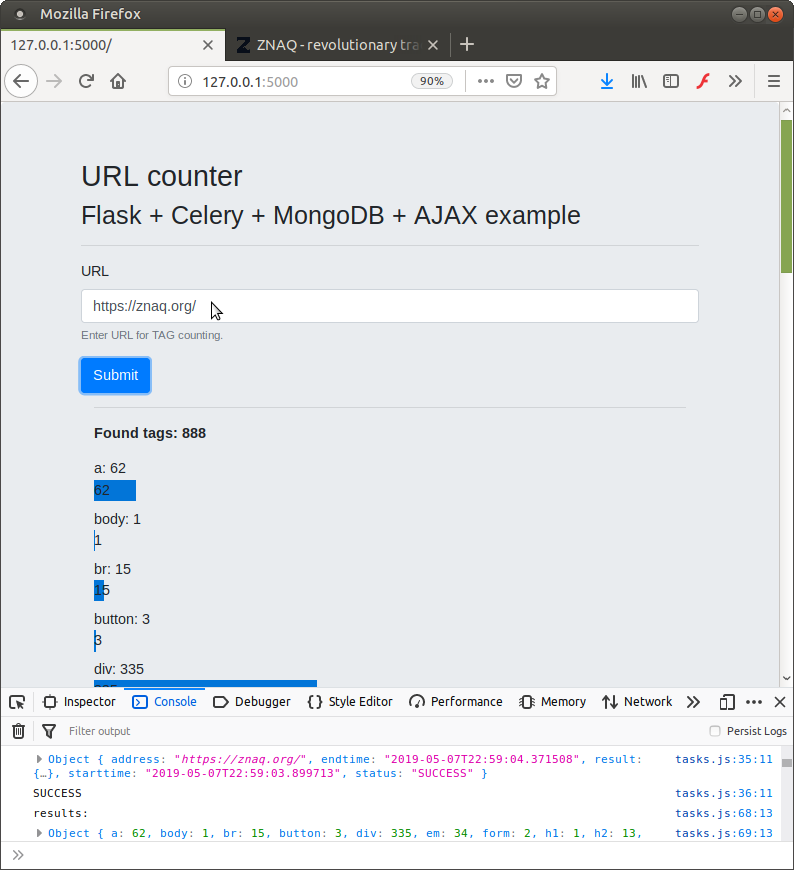 Mozilla Firefox
127.0.0.1:5000/
ZNAQ - revolutionary tra
127.0.0.1:5000
90%
URL counter
Flask + Celery + MongoDB + AJAX example
URL
https://znaq.org/
Enter URL for TAG counting.
Submit
Found tags: 888
a: 62
62
body: 1
1
br: 15
15
button: 3
3
div: 335
Inspector Console Debugger Style Editor Performance Memory Network
Filter output Persist Logs
Object { address: "https://znaq.org/", endtime: "2019-05-07T22:59:04.371508", result: tasks.js:35:11
{…}, starttime: "2019-05-07T22:59:03.899713", status: "SUCCESS" }
SUCCESS tasks.js:36:11
results: tasks.js:68:13
Object { a: 62, body: 1, br: 15, button: 3, div: 335, em: 34, form: 2, h1: 1, h2: 13, tasks.js:69:13